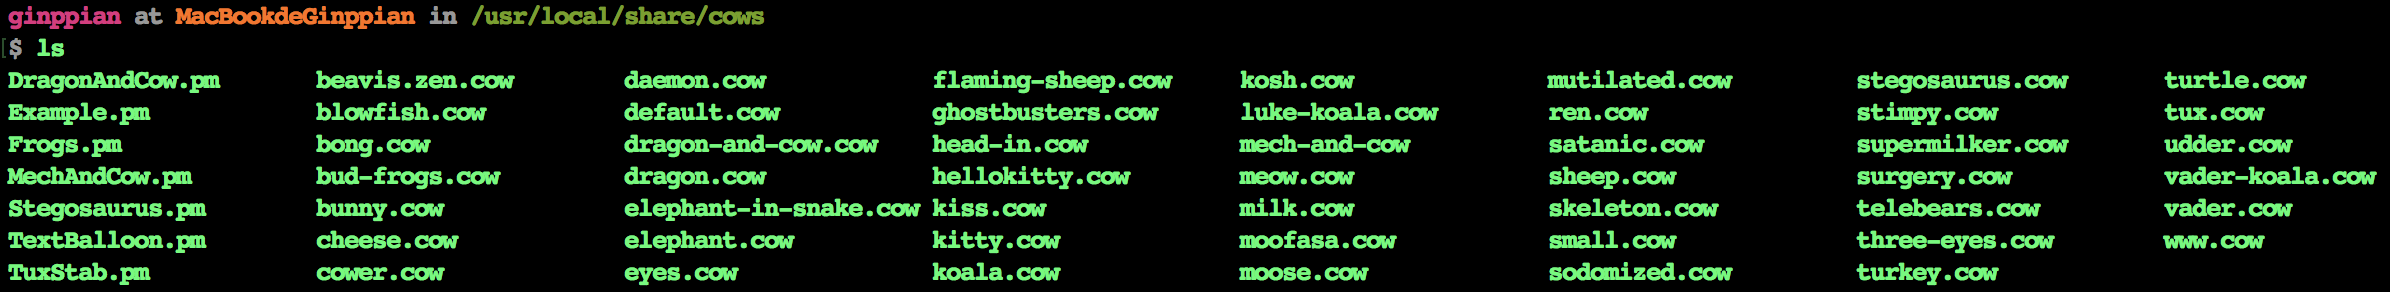 ginppian at MacBookdeGinppian in /usr/local/share/cows
[$ ls
DragonAndCow.pm beavis.zen.cow daemon.cow flaming-sheep.cow kosh.cow mutilated.cow stegosaurus.cow turtle.cow
Example.pm blowfish.cow default.cow ghostbusters.cow luke-koala.cow ren.cow stimpy.cow tux.cow
Frogs.pm bong.cow dragon-and-cow.cow head-in.cow mech-and-cow satanic.cow supermilker.cow udder.cow
MechAndCow.pm bud-frogs.cow dragon.cow hellokitty.cow meow.cow sheep.cow surgery.cow vader-koala.cow
Stegosaurus.pm bunny.cow elephant-in-snake.cow kiss.cow milk.cow skeleton.cow telebears.cow vader.cow
TextBalloon.pm cheese.cow elephant.cow kitty.cow moofasa.cow small.cow three-eyes.cow www.cow
TuxStab.pm cower.cow eyes.cow koala.cow moose.cow sodomized.cow turkey.cow